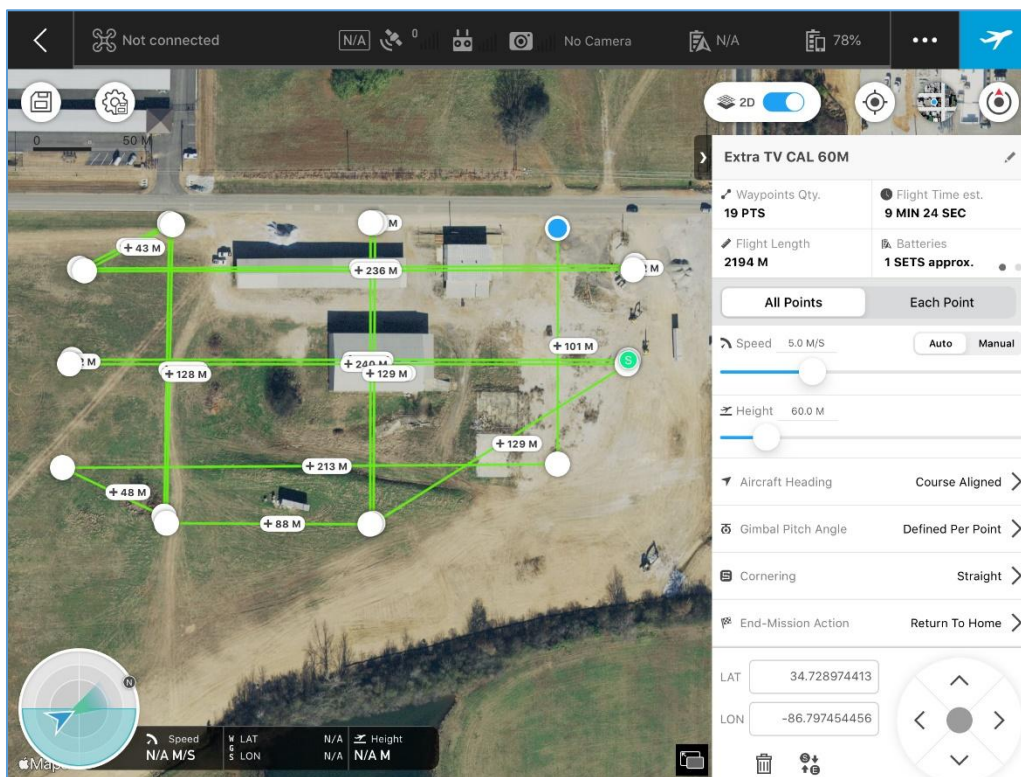 Not connected N/A 0 No Camera N/A 78%
2D
0 50 M
Extra TV CAL 60M
Waypoints Qty. Flight Time est.
19 PTS 9 MIN 24 SEC
Flight Length Batteries
2194 M 1 SETS approx.
All Points Each Point
Speed 5.0 M/S Auto Manual
Height 60.0 M
Aircraft Heading Course Aligned
Gimbal Pitch Angle Defined Per Point
Cornering Straight
End-Mission Action Return To Home
LAT 34.728974413
LON -86.797454456
S
E
M
+ 43 M
+ 236 M
M
+ 101 M
M
+ 240 M
S
+ 128 M
+ 129 M
+ 129 M
+ 213 M
+ 48 M
+ 88 M
N
Speed WGS LAT N/A Height
N/A M/S LON N/A N/A M